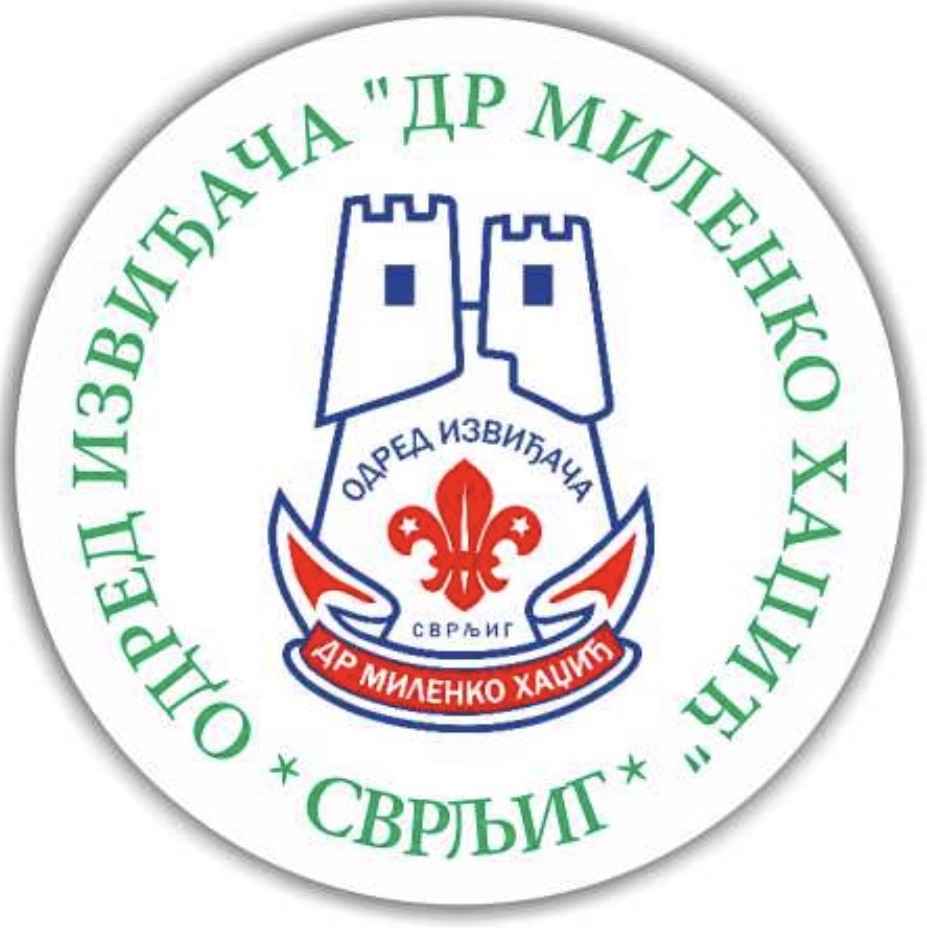 ОДРЕД ИЗВИЂАЧА "ДР МИЛЕНКО ХАЏИЋ"
* СВРЉИГ *
ОДРЕД ИЗВИЂАЧА
СВРЉИГ
ДР МИЛЕНКО ХАЏИЋ